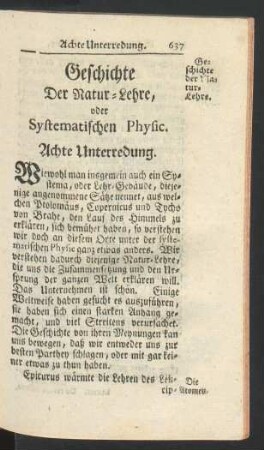 Achte Unterredung. 637
Geschichte
Der Natur-Lehre,
oder
Systematischen Physic.
Ge-
schichte
der Na-
tur-
Lehre.
Achte Unterredung.
Wiewohl man insgemein auch ein Sy-
stema, oder Lehr-Gebäude, dieje-
nige angenommene Sätze nennet, aus wel-
chen Ptolomäus, Copernicus und Tycho
von Brahe, den Lauf des Himmels zu
erklären, sich bemühet haben, so verstehen
wir doch an diesem Orte unter der syste-
matischen Physic ganz etwas anders. Wir
verstehen dadurch diejenige Natur-Lehre,
die uns die Zusammensetzung und den Ur-
sprung der ganzen Welt erklären will.
Das Unternehmen ist schön. Einige
Weltweise haben gesucht es auszuführen,
sie haben sich einen starken Anhang ge-
macht, und viel Streitens verursachet.
Die Geschichte von ihren Meynungen kan
uns bewegen, daß wir entweder uns zur
besten Parthey schlagen, oder mit gar kei-
ner etwas zu thun haben.
Epicurus wärmte die Lehren des Leu-
cip-
Die
Atomen.